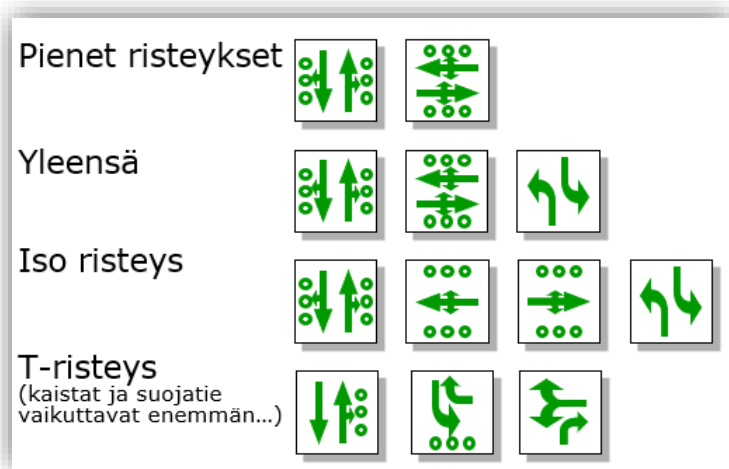 Pienet risteykset
Yleensä
Iso risteys
T-risteys
(kaistat ja suojatie
vaikuttavat enemmän...)